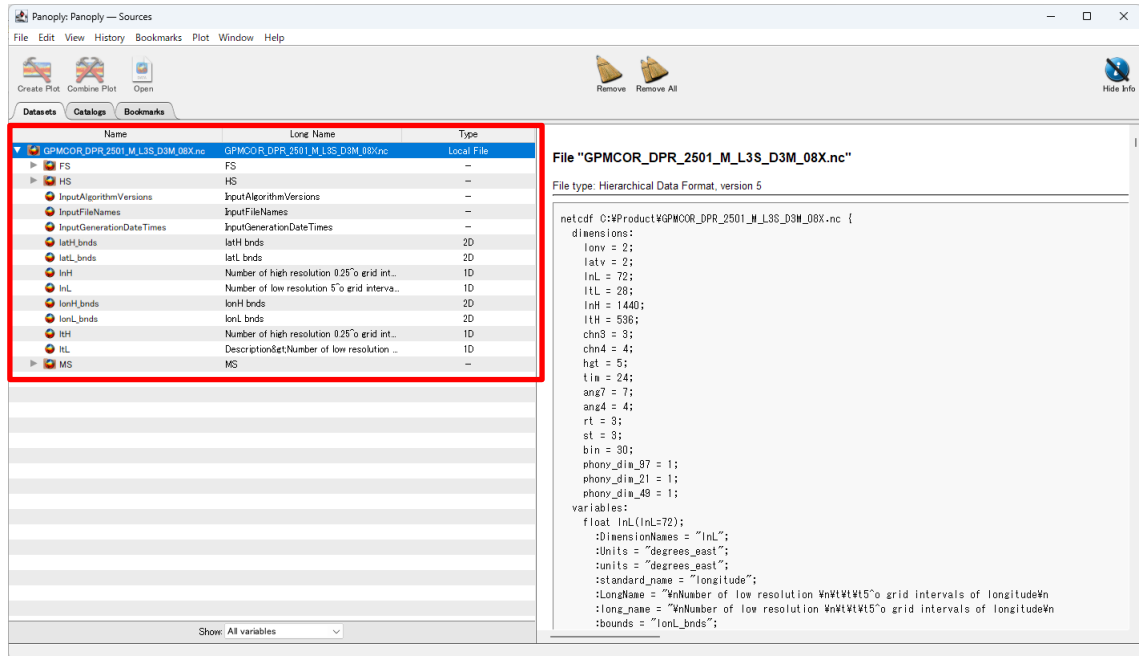 Panoply: Panoply — Sources
File Edit View History Bookmarks Plot Window Help
Create Plot Combine Plot Open Remove Remove All Hide Info
Datasets Catalogs Bookmarks
Name Long Name Type
GPMCOR_DPR_2501_M_L3S_D3M_08X.nc GPMCOR_DPR_2501_M_L3S_D3M_08X.nc Local File
FS FS —
HS HS —
InputAlgorithmVersions InputAlgorithmVersions —
InputFileNames InputFileNames —
InputGenerationDateTimes InputGenerationDateTimes —
latH_bnds latH bnds 2D
latL_bnds latL bnds 2D
lnH Number of high resolution 0.25^o grid int... 1D
lnL Number of low resolution 5^o grid interva... 1D
lonH_bnds lonH bnds 2D
lonL_bnds lonL bnds 2D
ltH Number of high resolution 0.25^o grid int... 1D
ltL Description&gt;Number of low resolution ... 1D
MS MS —
Show: All variables
File "GPMCOR_DPR_2501_M_L3S_D3M_08X.nc"
File type: Hierarchical Data Format, version 5
netcdf C:¥Product¥GPMCOR_DPR_2501_M_L3S_D3M_08X.nc {
dimensions:
lonv = 2;
latv = 2;
lnL = 72;
ltL = 28;
lnH = 1440;
ltH = 536;
chn3 = 3;
chn4 = 4;
hgt = 5;
tim = 24;
ang7 = 7;
ang4 = 4;
rt = 3;
st = 3;
bin = 30;
phony_dim_97 = 1;
phony_dim_21 = 1;
phony_dim_49 = 1;
variables:
float lnL(lnL=72);
:DimensionNames = "lnL";
:Units = "degrees_east";
:units = "degrees_east";
:standard_name = "longitude";
:LongName = "¥nNumber of low resolution ¥n¥t¥t¥t5^o grid intervals of longitude¥n
:long_name = "¥nNumber of low resolution ¥n¥t¥t¥t5^o grid intervals of longitude¥n
:bounds = "lonL_bnds";